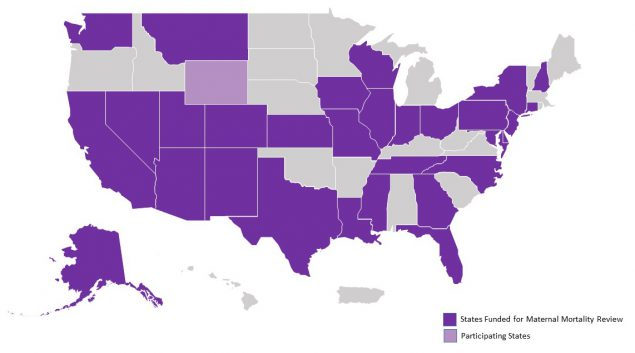 States Funded for Maternal Mortality Review
Participating States